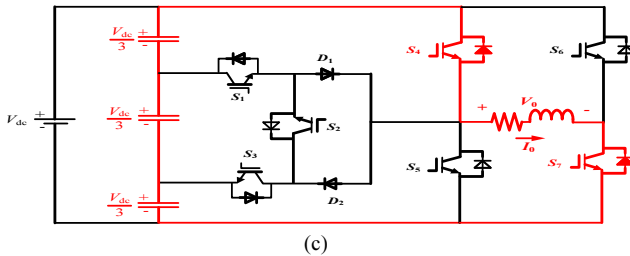 V_dc + -
V_dc/3 + -
V_dc/3 + -
V_dc/3 + -
S_1
D_1
S_2
S_3
D_2
S_4
S_6
+ V_0 -
I_0
S_5
S_7
(c)